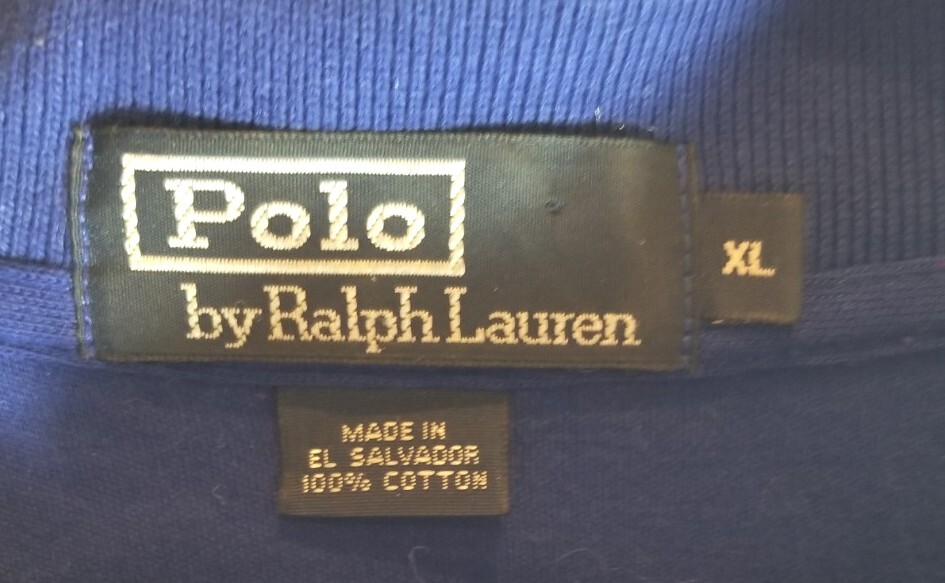 Polo
by Ralph Lauren
XL
MADE IN
EL SALVADOR
100% COTTON